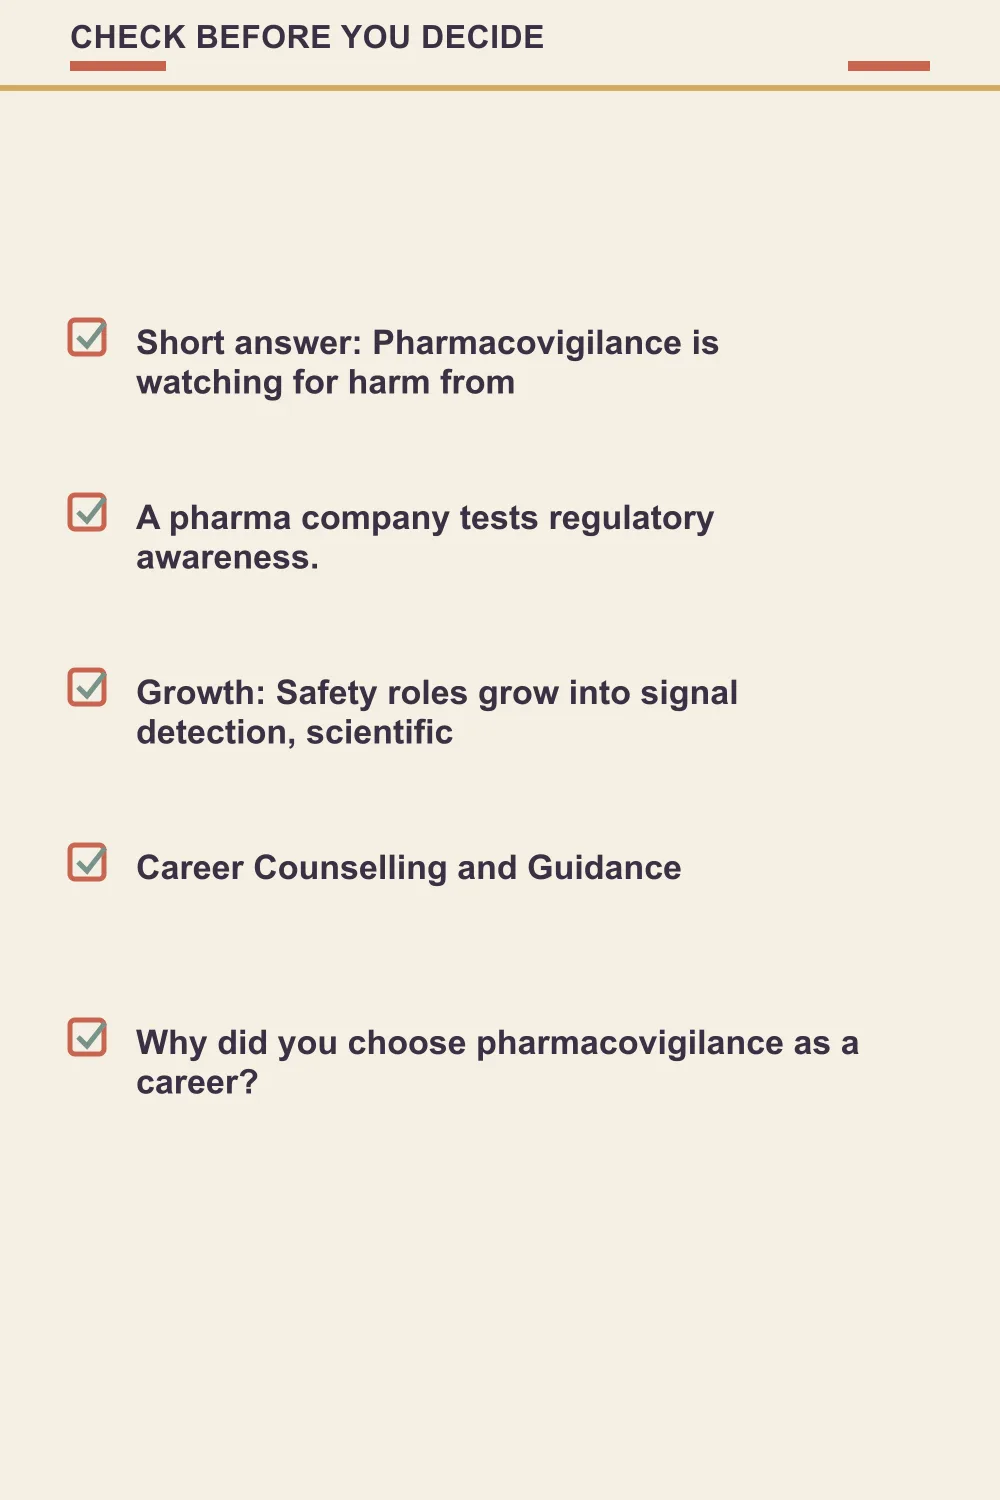 CHECK BEFORE YOU DECIDE
Short answer: Pharmacovigilance is
watching for harm from
A pharma company tests regulatory
awareness.
Growth: Safety roles grow into signal
detection, scientific
Career Counselling and Guidance
Why did you choose pharmacovigilance as a
career?